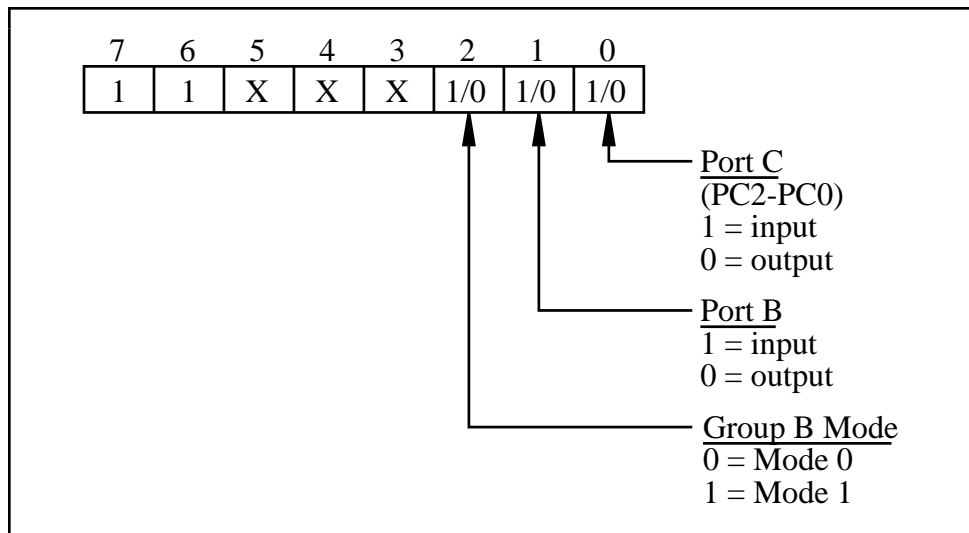 7 6 5 4 3 2 1 0
1 1 X X X 1/0 1/0 1/0
Port C
(PC2-PC0)
1 = input
0 = output
Port B
1 = input
0 = output
Group B Mode
0 = Mode 0
1 = Mode 1